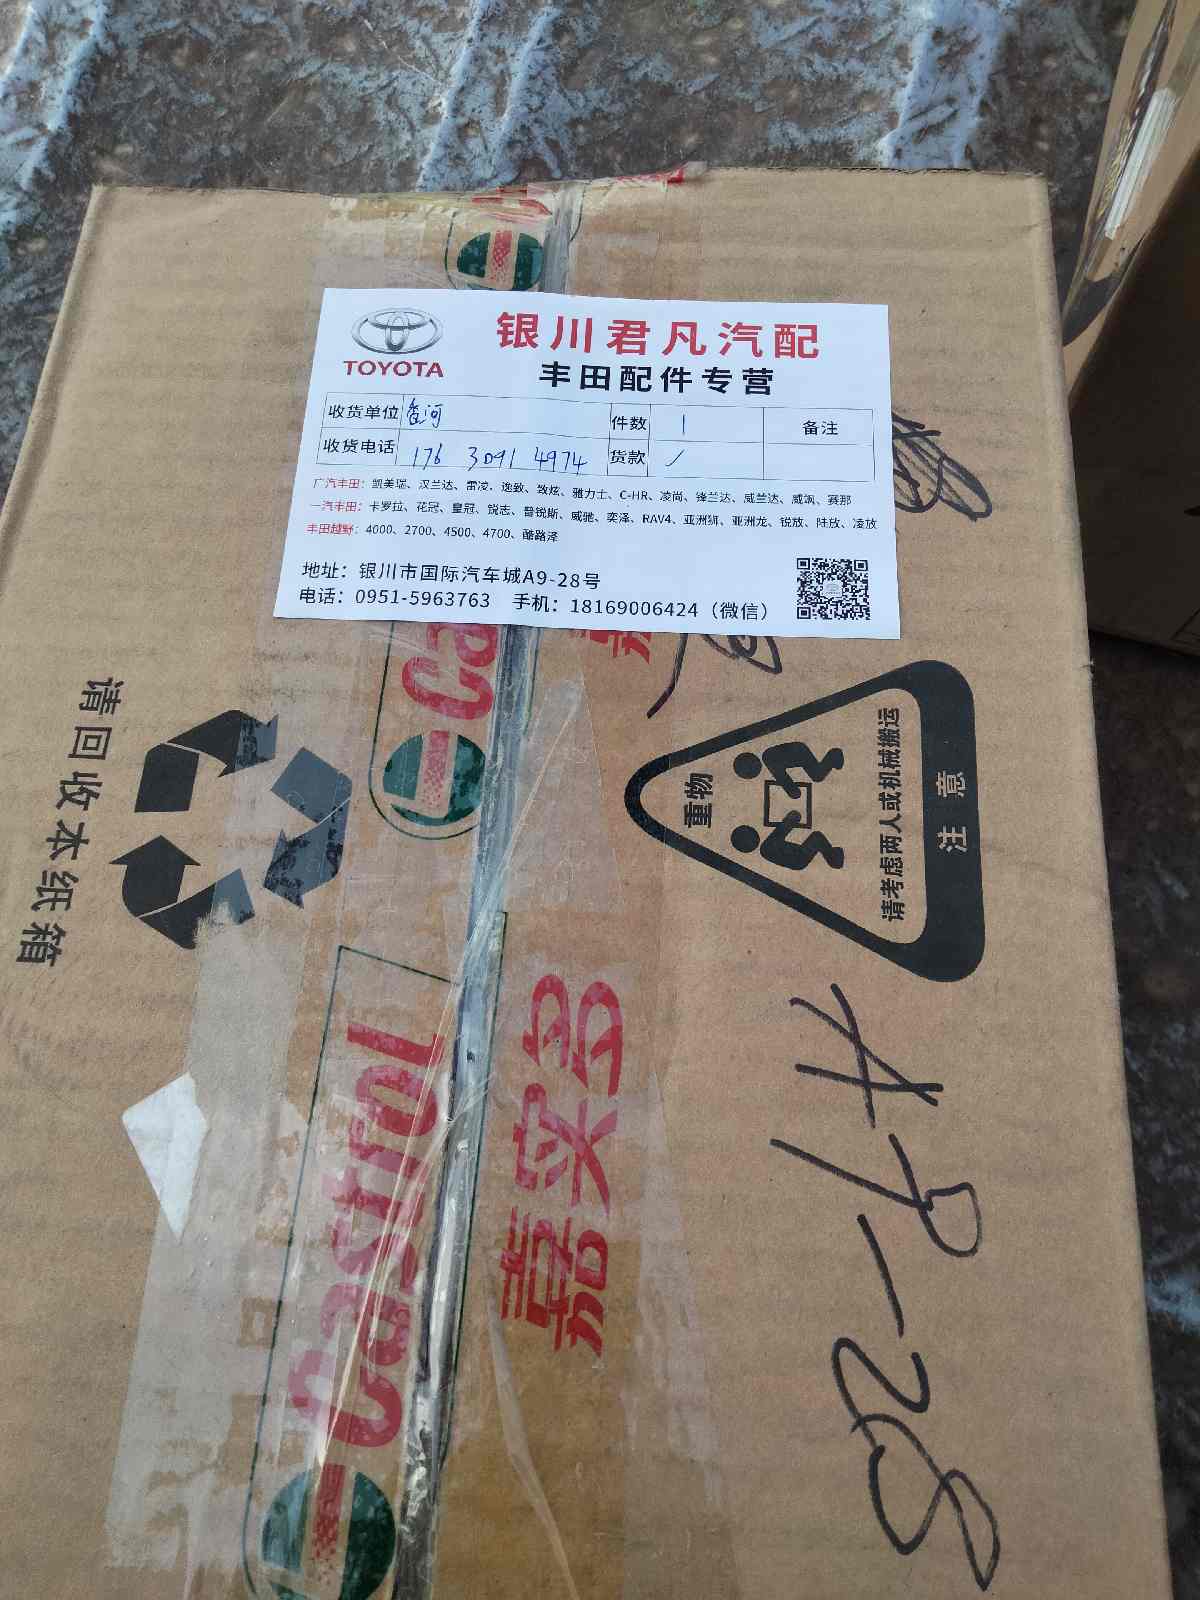 TOYOTA
银川君凡汽配
丰田配件专营
收货单位 件数 1 备注
收货电话 176 3091 4974 货款
广汽丰田：凯美瑞、汉兰达、雷凌、逸致、致炫、雅力士、C-HR、凌尚、锋兰达、威兰达、威飒、赛那
一汽丰田：卡罗拉、花冠、皇冠、锐志、普锐斯、威驰、奕泽、RAV4、亚洲狮、亚洲龙、锐放、陆放、凌放
丰田越野：4000、2700、4500、4700、酷路泽
地址：银川市国际汽车城A9-28号
电话：0951-5963763 手机：18169006424（微信）
请回收本纸箱
重物
请考虑两人或机械搬运
注意
Castrol
嘉实多
A9-28